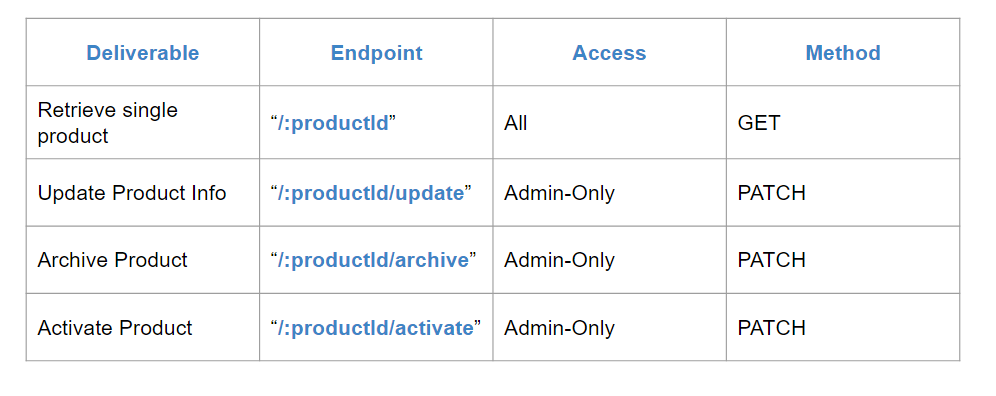 Deliverable Endpoint Access Method
Retrieve single
product “/:productId” All GET
Update Product Info “/:productId/update” Admin-Only PATCH
Archive Product “/:productId/archive” Admin-Only PATCH
Activate Product “/:productId/activate” Admin-Only PATCH